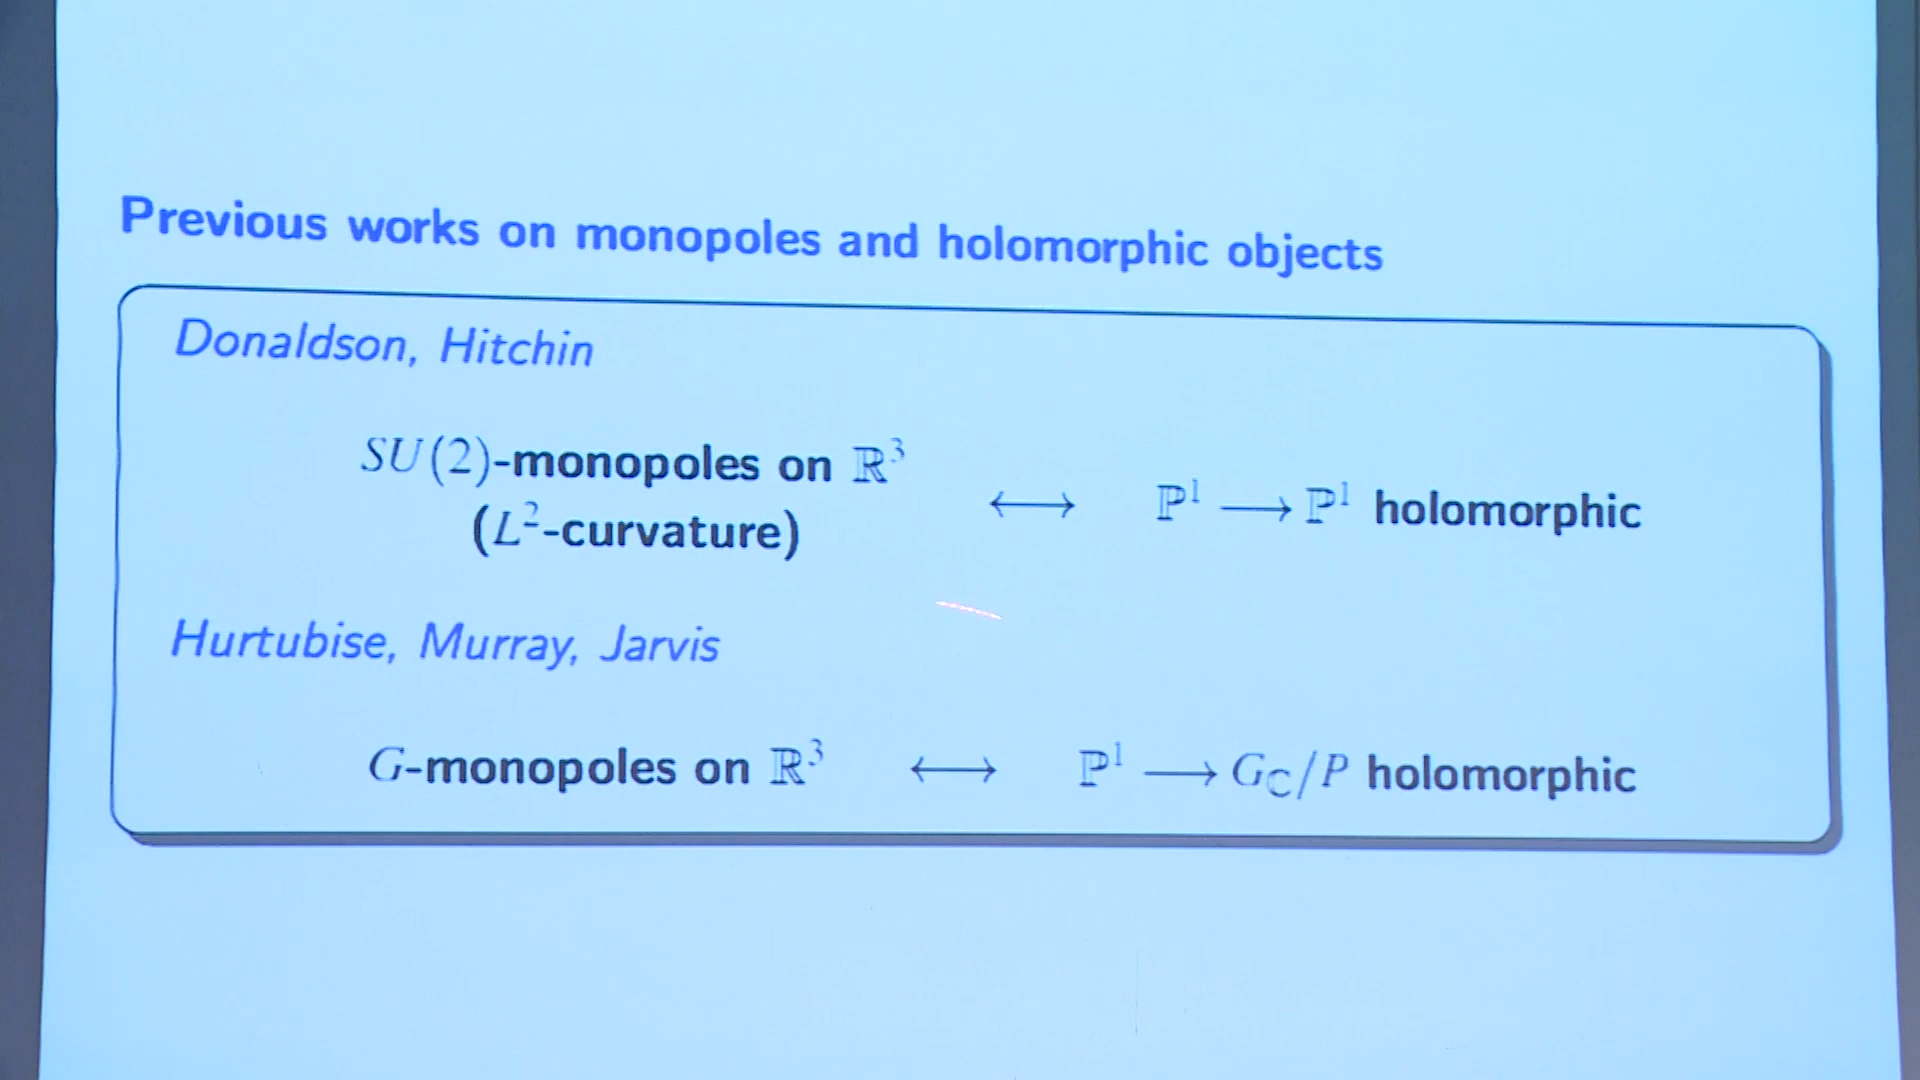 Previous works on monopoles and holomorphic objects
Donaldson, Hitchin
SU(2)-monopoles on ℝ³
(L²-curvature)
⟷ ℙ¹ ⟶ ℙ¹ holomorphic
Hurtubise, Murray, Jarvis
G-monopoles on ℝ³ ⟷ ℙ¹ ⟶ G_C/P holomorphic